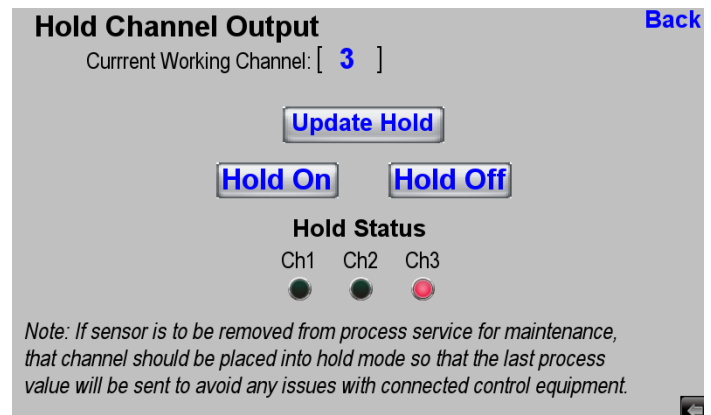 Hold Channel Output
Back
Currrent Working Channel: [ 3 ]
Update Hold
Hold On Hold Off
Hold Status
Ch1 Ch2 Ch3
Note: If sensor is to be removed from process service for maintenance,
that channel should be placed into hold mode so that the last process
value will be sent to avoid any issues with connected control equipment.